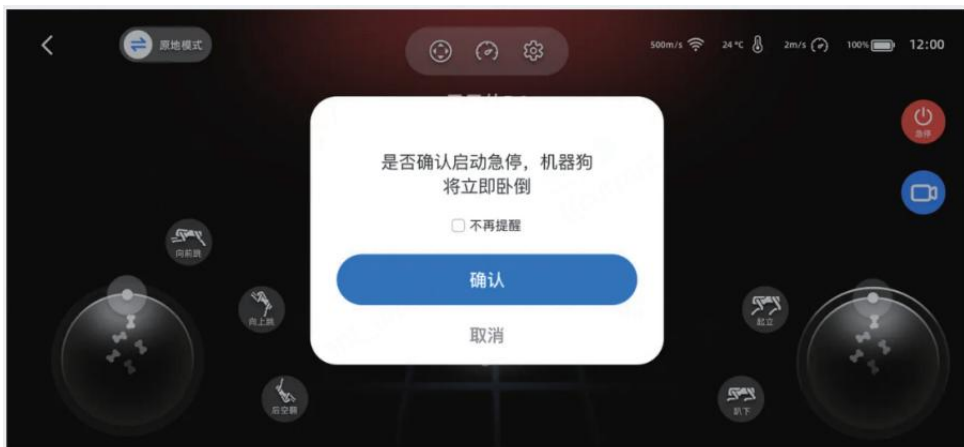 原地模式
500m/s
24℃
2m/s
100%
12:00
急停
是否确认启动急停，机器狗
将立即卧倒
不再提醒
确认
取消
向前跳
向上跳
后空翻
起立
趴下